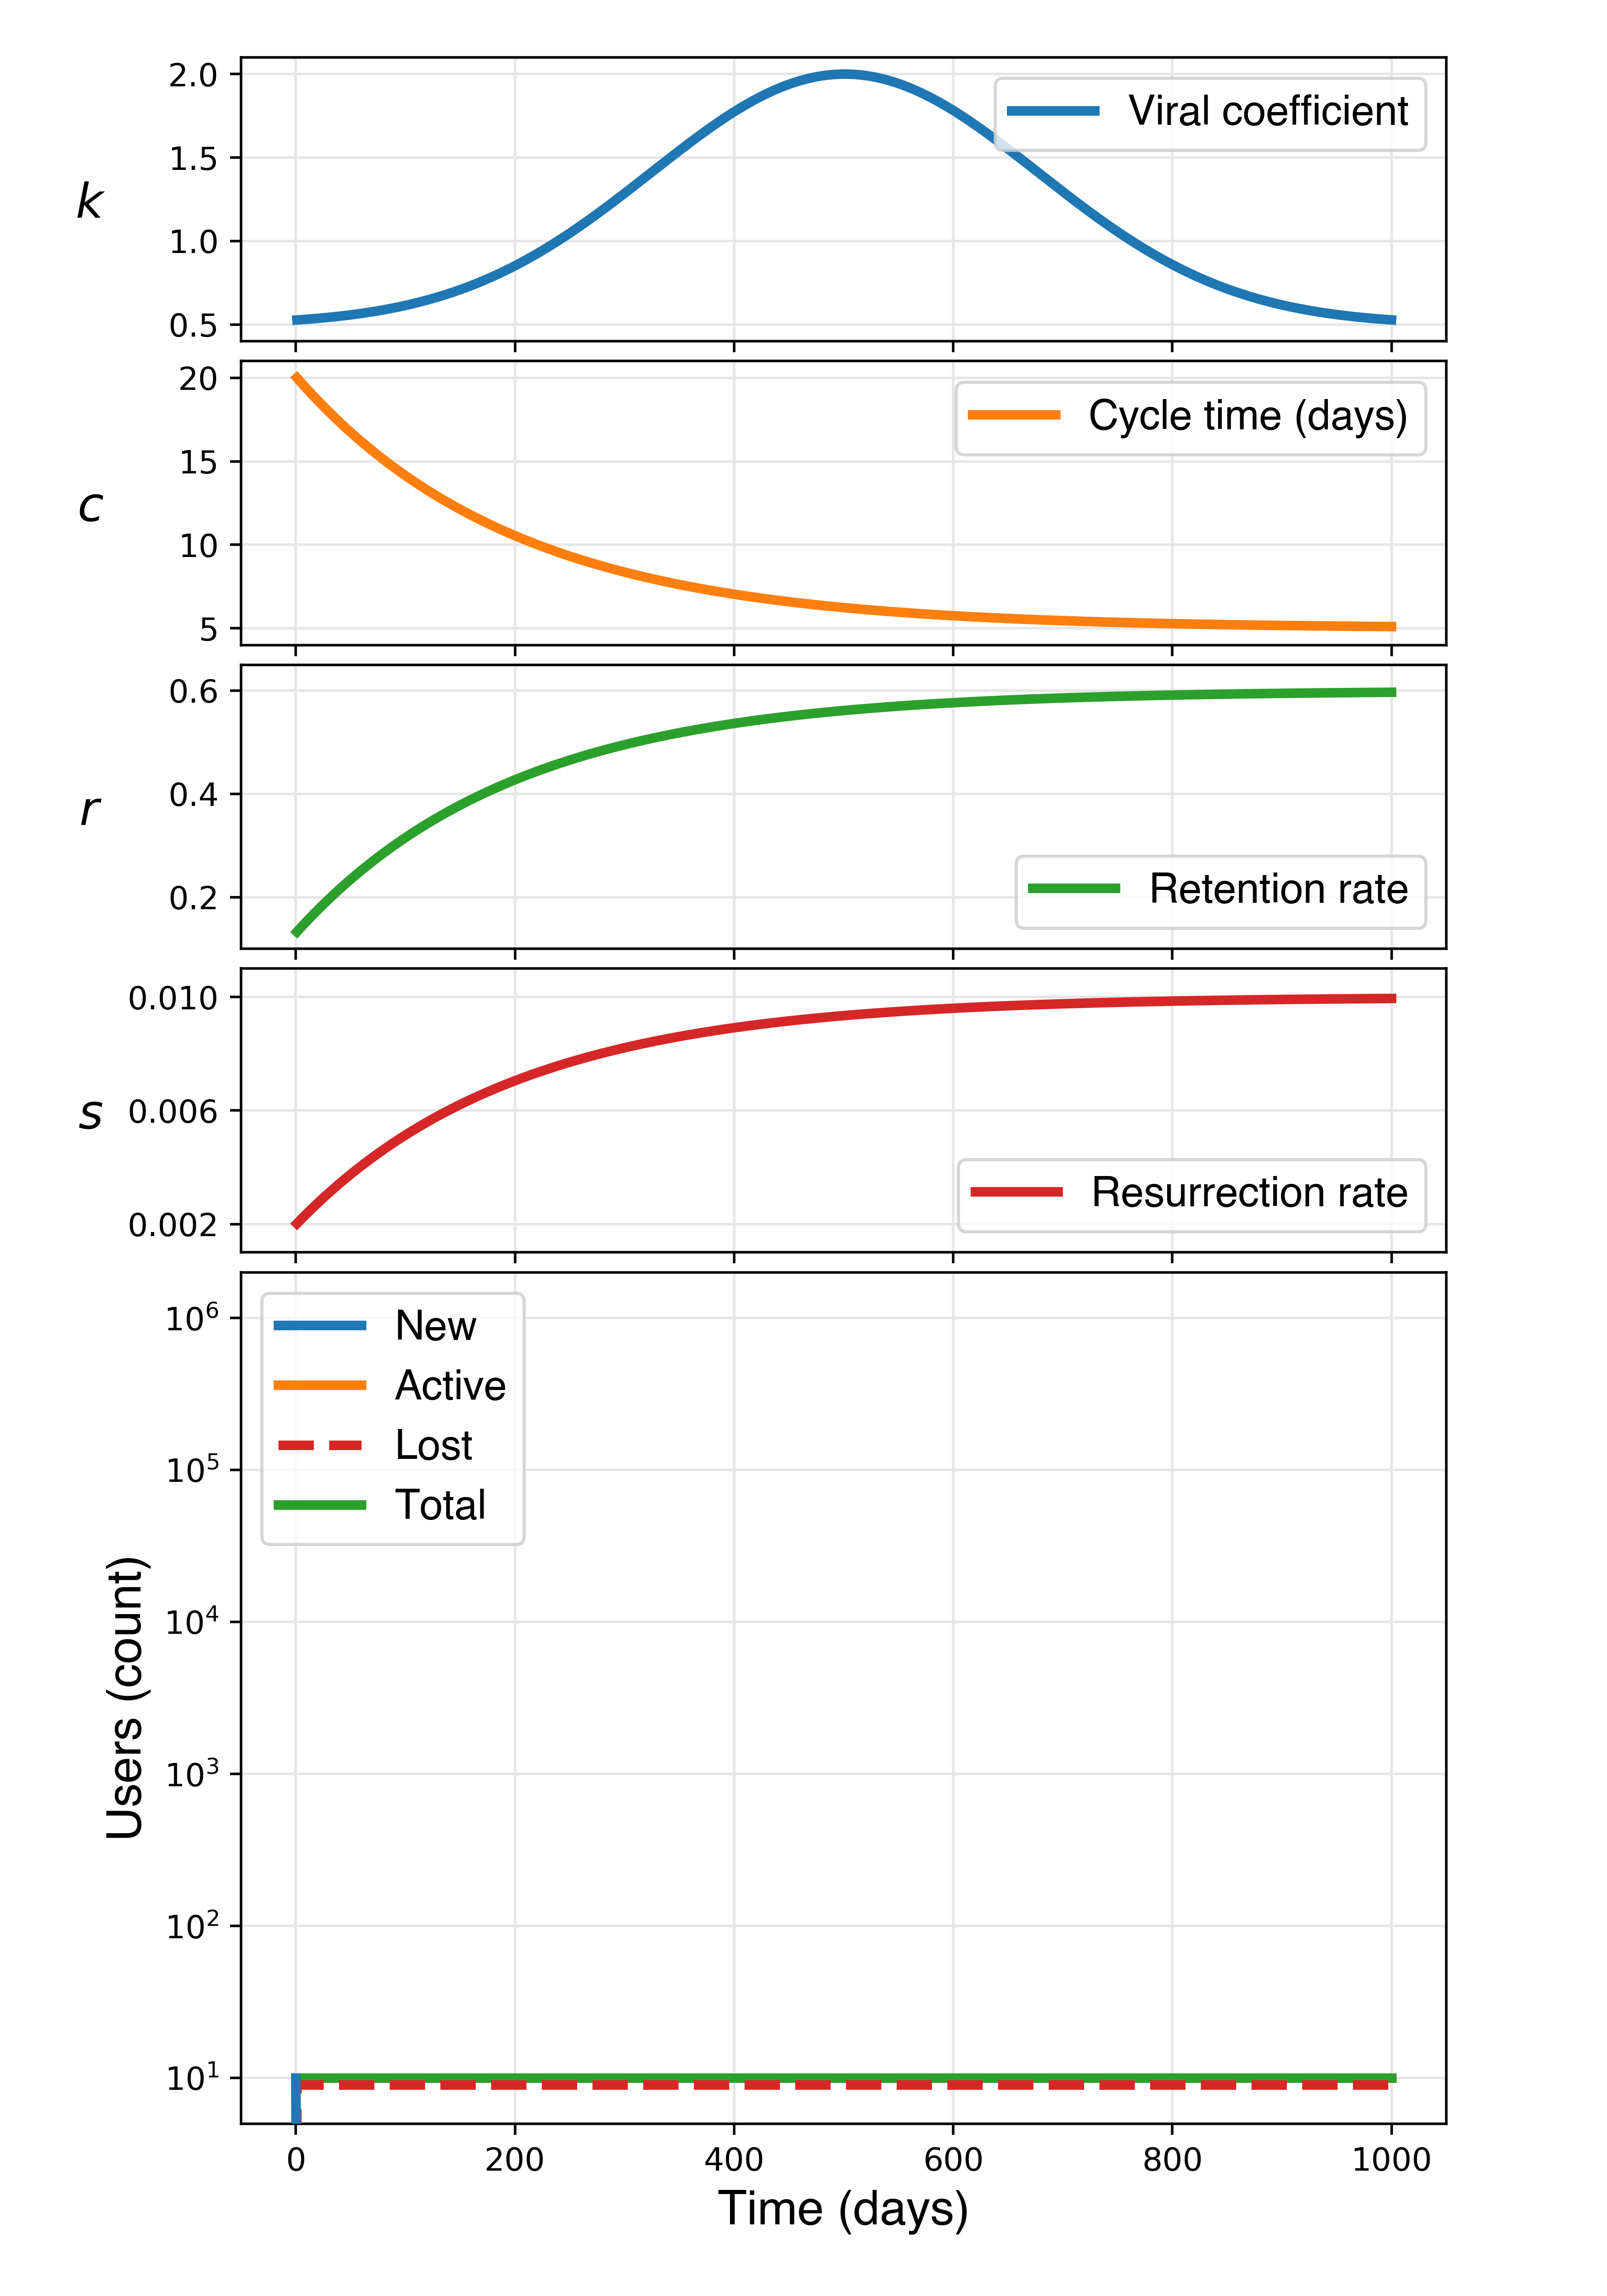 2.0
1.5
1.0
0.5
k
Viral coefficient
20
15
10
5
c
Cycle time (days)
0.6
0.4
0.2
r
Retention rate
0.010
0.006
0.002
s
Resurrection rate
10⁶
10⁵
10⁴
10³
10²
10¹
Users (count)
New
Active
Lost
Total
0 200 400 600 800 1000
Time (days)